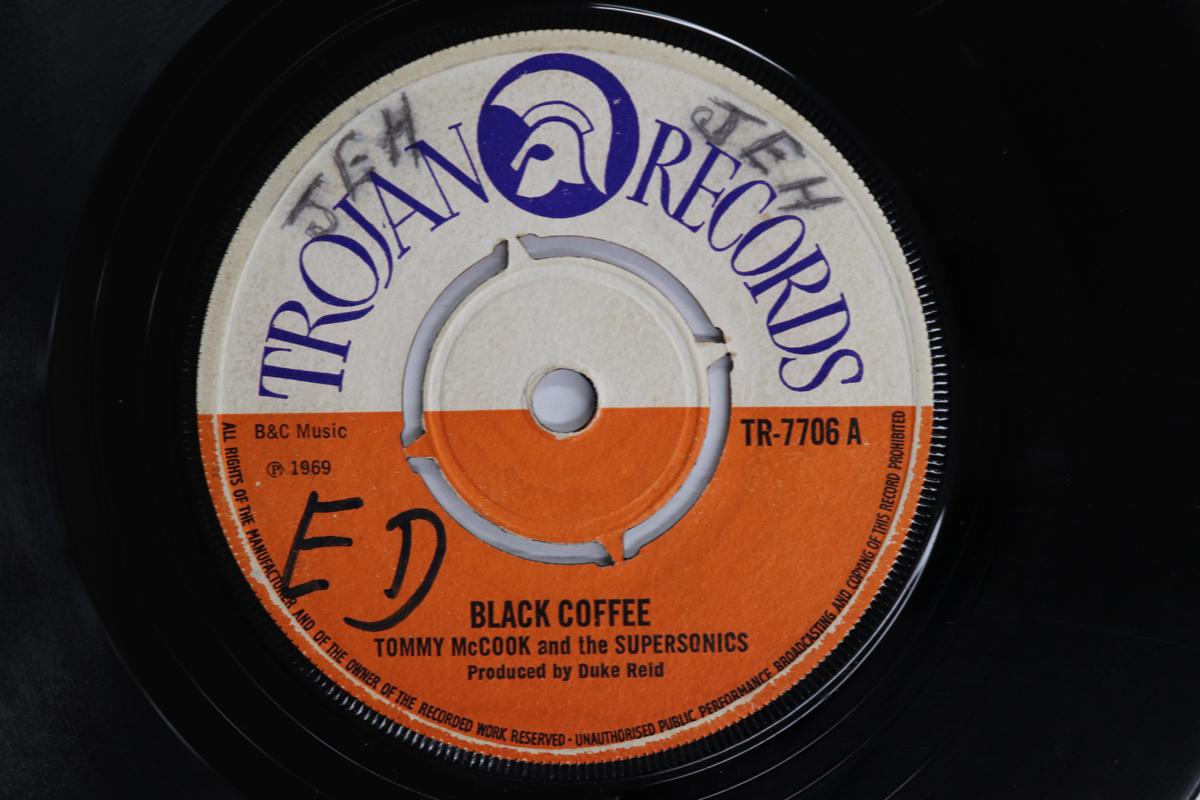 JEH
JEH
TROJAN RECORDS
B&C Music
TR-7706 A
Ⓟ 1969
ED
BLACK COFFEE
TOMMY McCOOK and the SUPERSONICS
Produced by Duke Reid
ALL RIGHTS OF THE MANUFACTURER AND OF THE OWNER OF THE RECORDED WORK RESERVED · UNAUTHORISED PUBLIC PERFORMANCE BROADCASTING AND COPYING OF THIS RECORD PROHIBITED